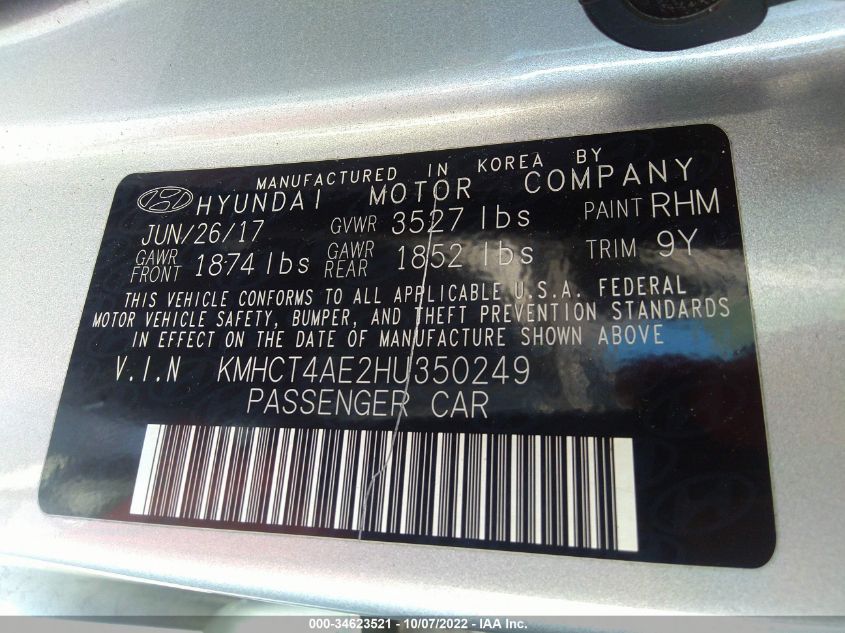 MANUFACTURED IN KOREA BY
HYUNDAI MOTOR COMPANY
JUN/26/17 GVWR 3527 lbs PAINT RHM
GAWR FRONT 1874 lbs GAWR REAR 1852 lbs TRIM 9Y
THIS VEHICLE CONFORMS TO ALL APPLICABLE U.S.A. FEDERAL
MOTOR VEHICLE SAFETY, BUMPER, AND THEFT PREVENTION STANDARDS
IN EFFECT ON THE DATE OF MANUFACTURE SHOWN ABOVE
V.I.N KMHCT4AE2HU350249
PASSENGER CAR
000-34623521 - 10/07/2022 - IAA Inc.